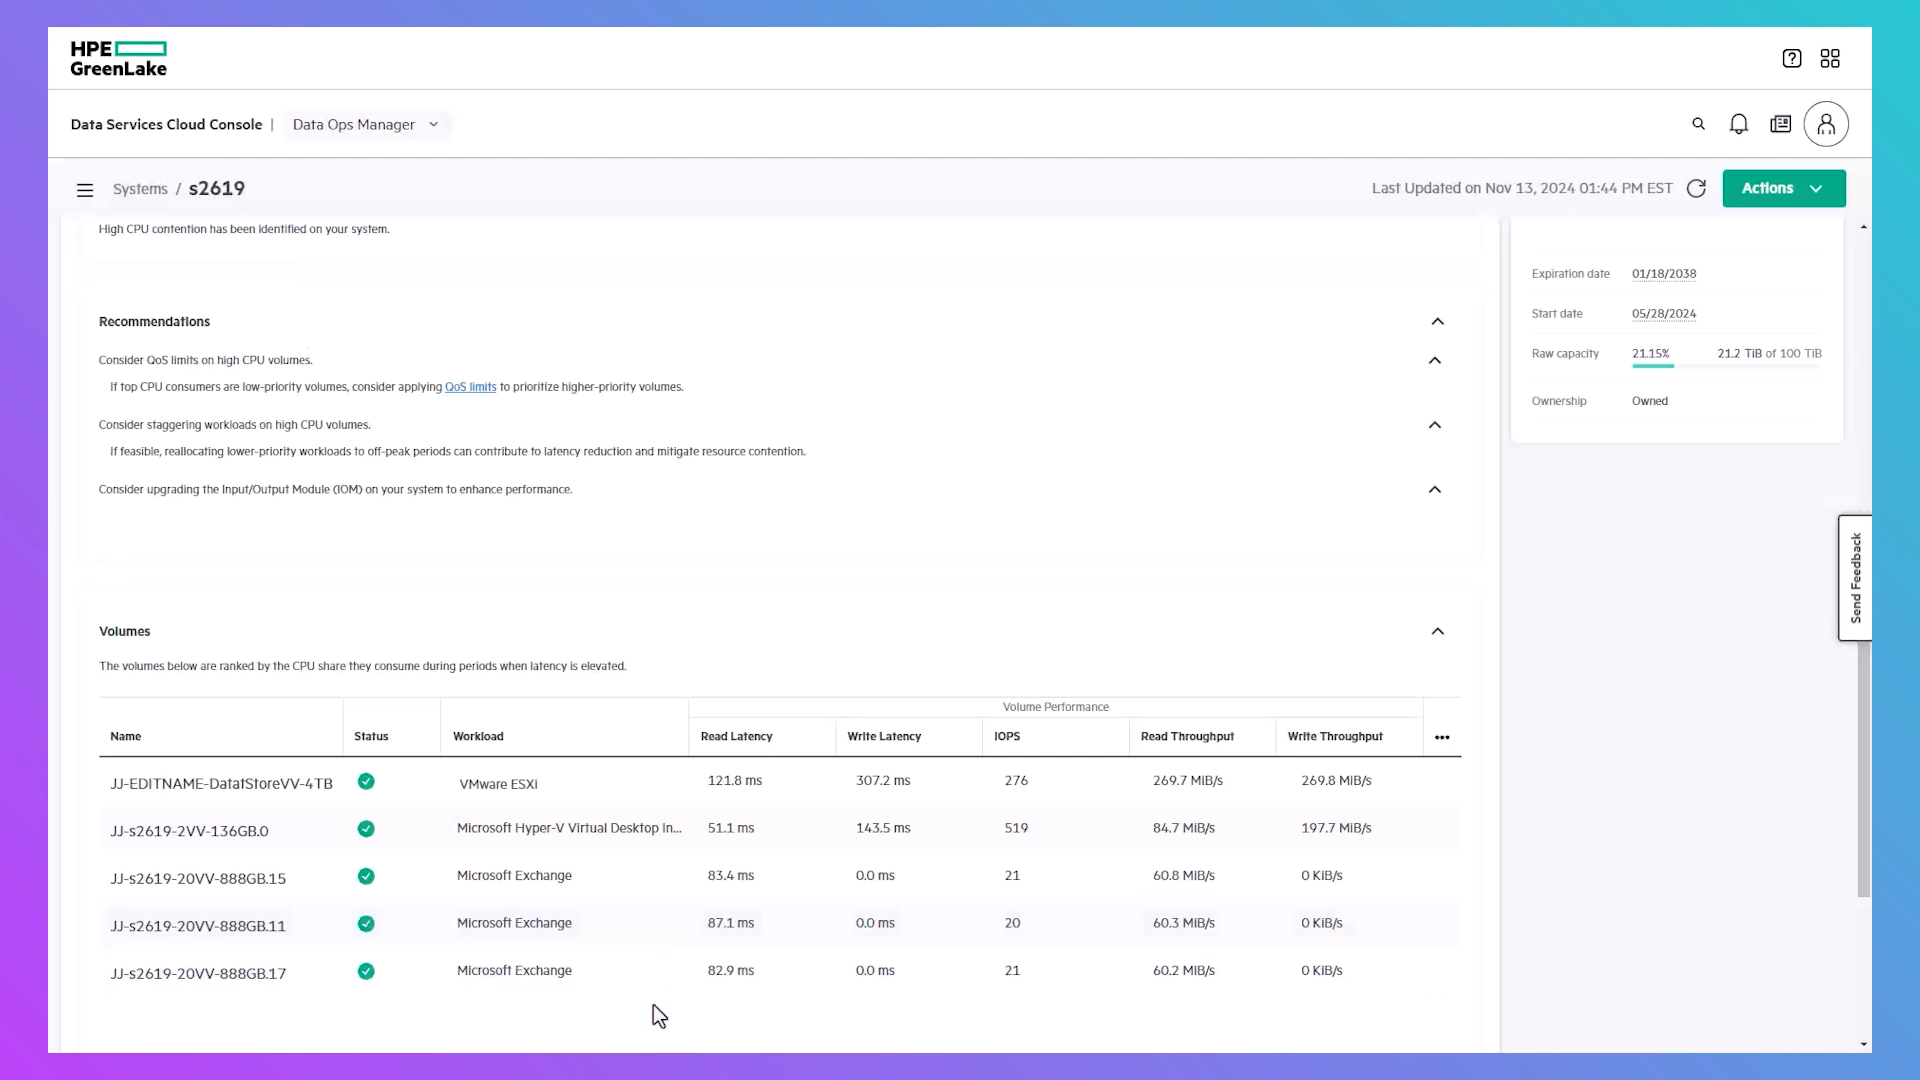 HPE
GreenLake
Data Services Cloud Console | Data Ops Manager
Systems / s2619
Last Updated on Nov 13, 2024 01:44 PM EST
Actions
High CPU contention has been identified on your system.
Recommendations
Consider QoS limits on high CPU volumes.
If top CPU consumers are low-priority volumes, consider applying QoS limits to prioritize higher-priority volumes.
Consider staggering workloads on high CPU volumes.
If feasible, reallocating lower-priority workloads to off-peak periods can contribute to latency reduction and mitigate resource contention.
Consider upgrading the Input/Output Module (IOM) on your system to enhance performance.
Expiration date 01/18/2038
Start date 05/28/2024
Raw capacity 21.15% 21.2 TiB of 100 TiB
Ownership Owned
Send Feedback
Volumes
The volumes below are ranked by the CPU share they consume during periods when latency is elevated.
Volume Performance
Name Status Workload Read Latency Write Latency IOPS Read Throughput Write Throughput
JJ-EDITNAME-DatatStoreVV-4TB VMware ESXi 121.8 ms 307.2 ms 276 269.7 MiB/s 269.8 MiB/s
JJ-s2619-2VV-136GB.0 Microsoft Hyper-V Virtual Desktop In... 51.1 ms 143.5 ms 519 84.7 MiB/s 197.7 MiB/s
JJ-s2619-20VV-888GB.15 Microsoft Exchange 83.4 ms 0.0 ms 21 60.8 MiB/s 0 KiB/s
JJ-s2619-20VV-888GB.11 Microsoft Exchange 87.1 ms 0.0 ms 20 60.3 MiB/s 0 KiB/s
JJ-s2619-20VV-888GB.17 Microsoft Exchange 82.9 ms 0.0 ms 21 60.2 MiB/s 0 KiB/s